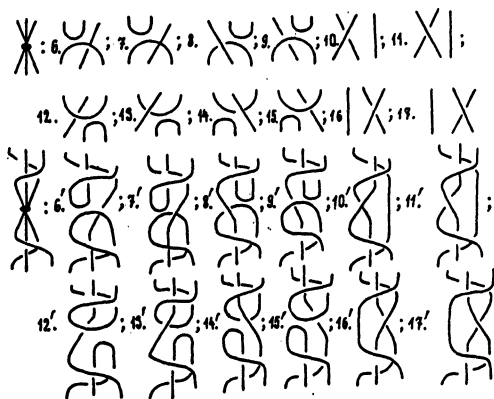 : 6. ; 7. ; 8. ; 9. ; 10. ; 11. ;
12. ; 13. ; 14. ; 15. ; 16 ; 17.
: 6.' ; 7.' ; 8.' ; 9.' ; 10.' ; 11.' ;
12.' ; 13.' ; 14.' ; 15.' ; 16.' ; 17.'